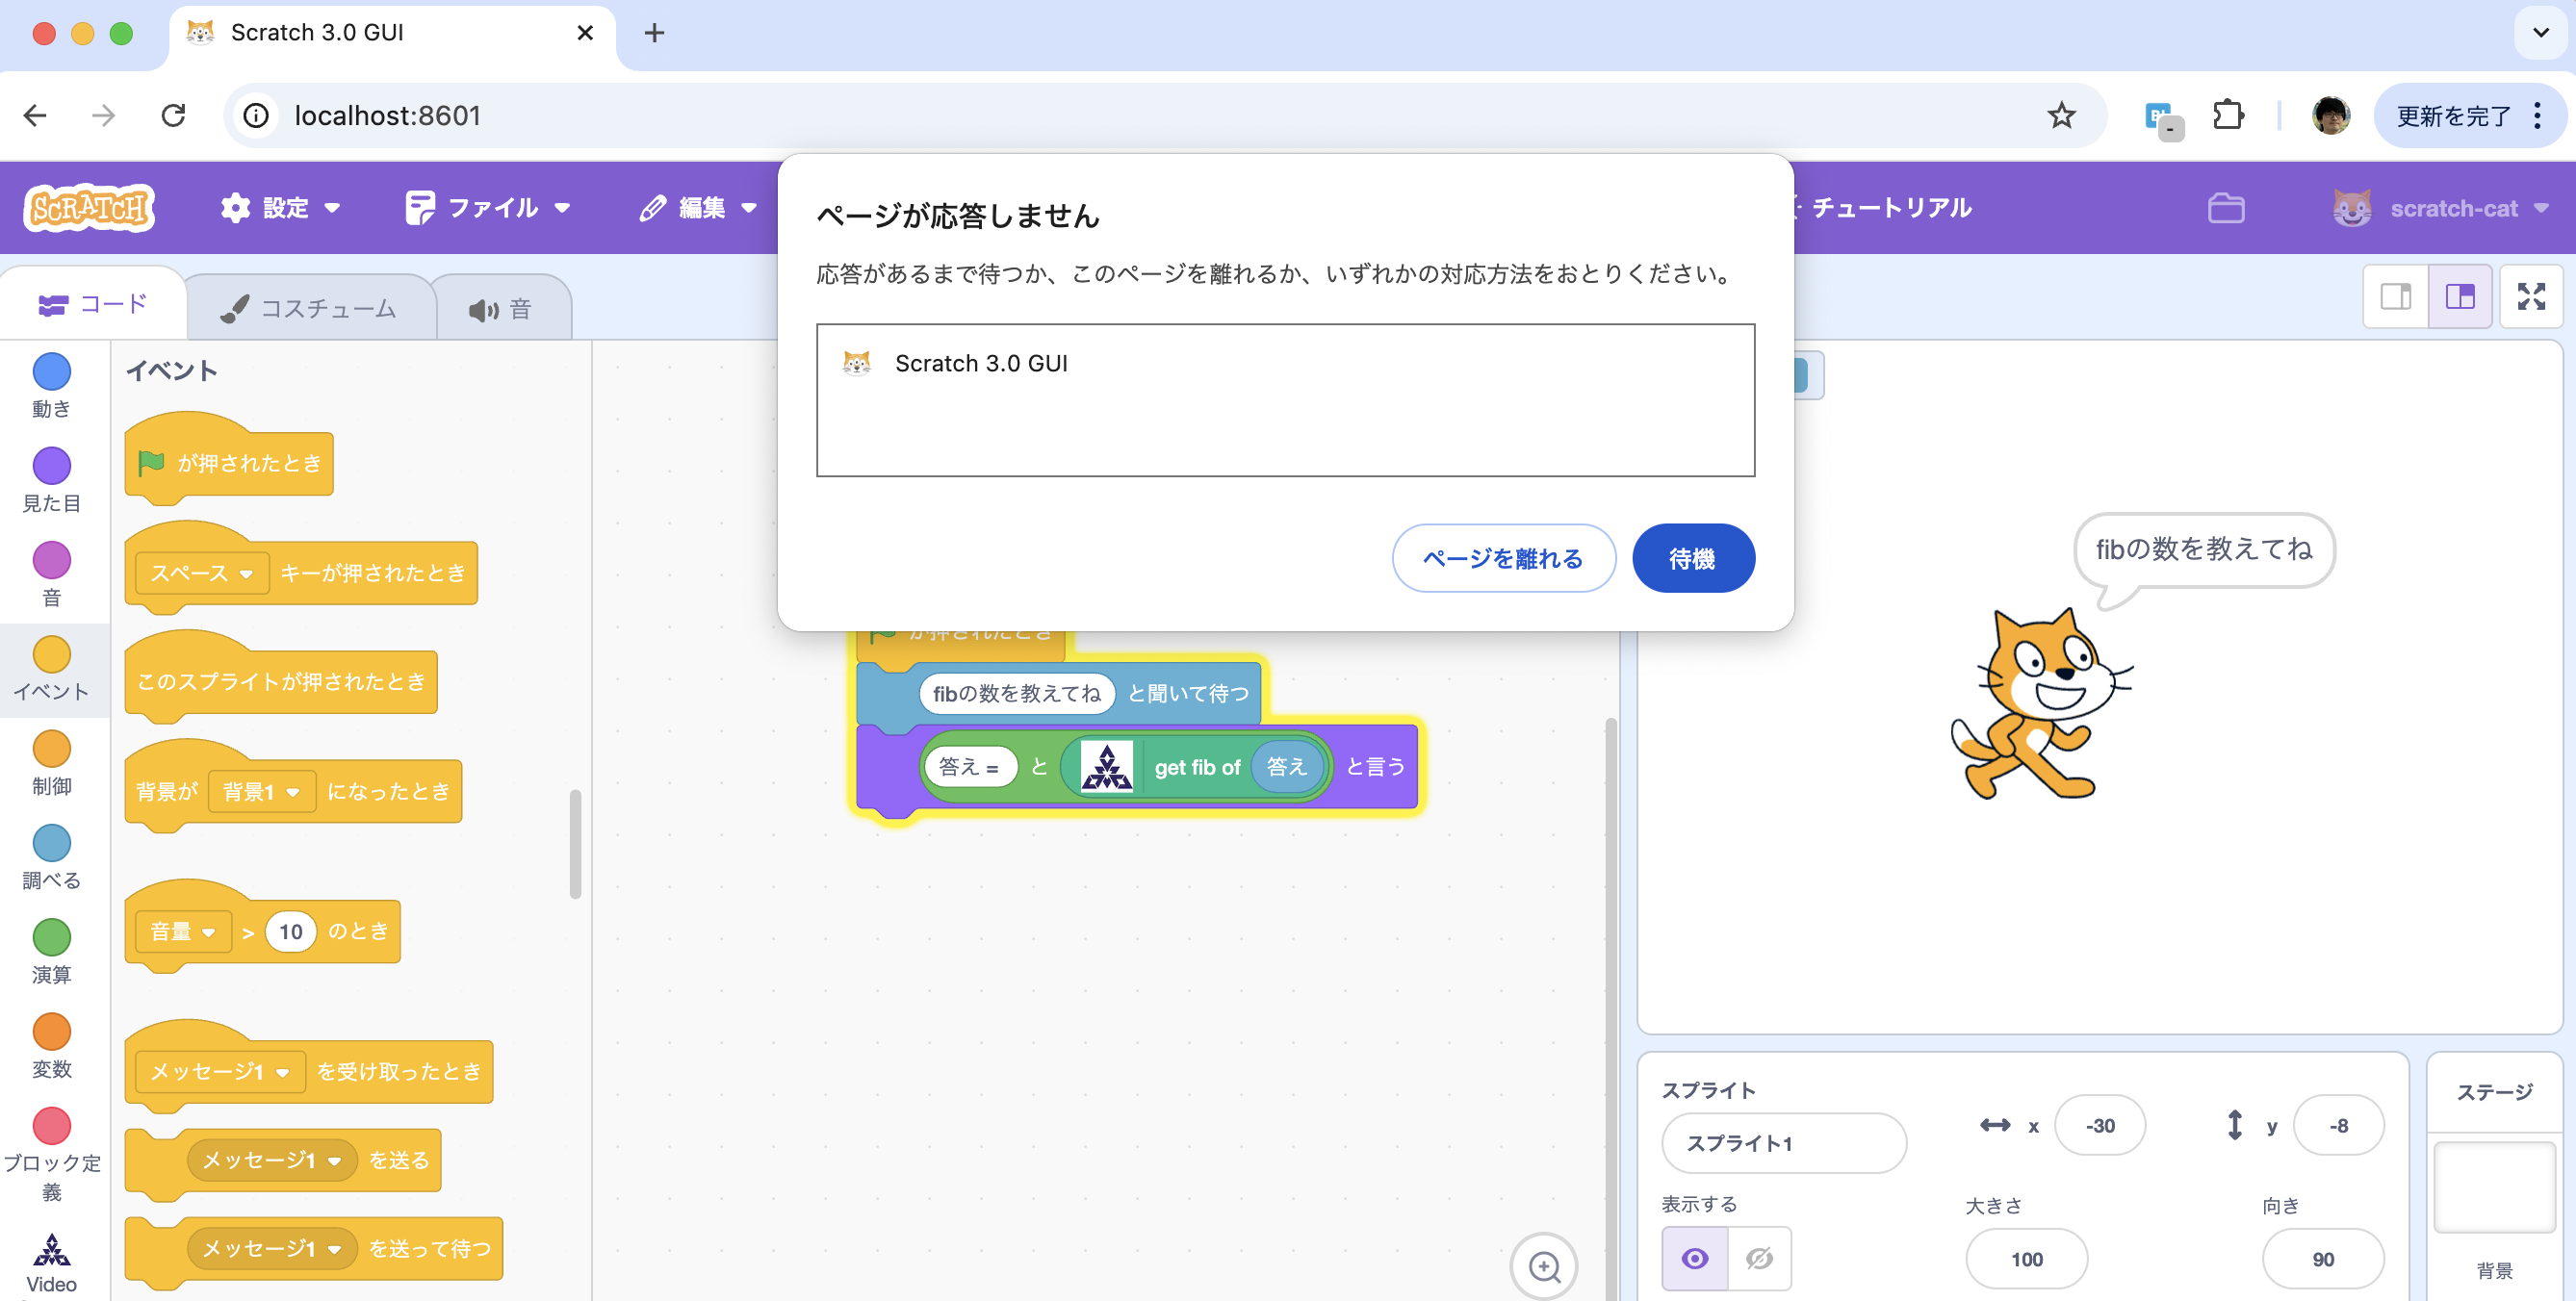 Scratch 3.0 GUI
localhost:8601
更新を完了
SCRATCH
設定
ファイル
編集
チュートリアル
scratch-cat
ページが応答しません
応答があるまで待つか、このページを離れるか、いずれかの対応方法をおとりください。
Scratch 3.0 GUI
ページを離れる
待機
コード
コスチューム
音
動き
見た目
音
イベント
制御
調べる
演算
変数
ブロック定
義
Video
イベント
が押されたとき
スペース キーが押されたとき
このスプライトが押されたとき
背景が 背景1 になったとき
音量 > 10 のとき
メッセージ1 を受け取ったとき
メッセージ1 を送る
メッセージ1 を送って待つ
が押されたとき
fibの数を教えてね と聞いて待つ
答え = と get fib of 答え と言う
fibの数を教えてね
スプライト
スプライト1
x -30
y -8
表示する
大きさ
100
向き
90
ステージ
背景